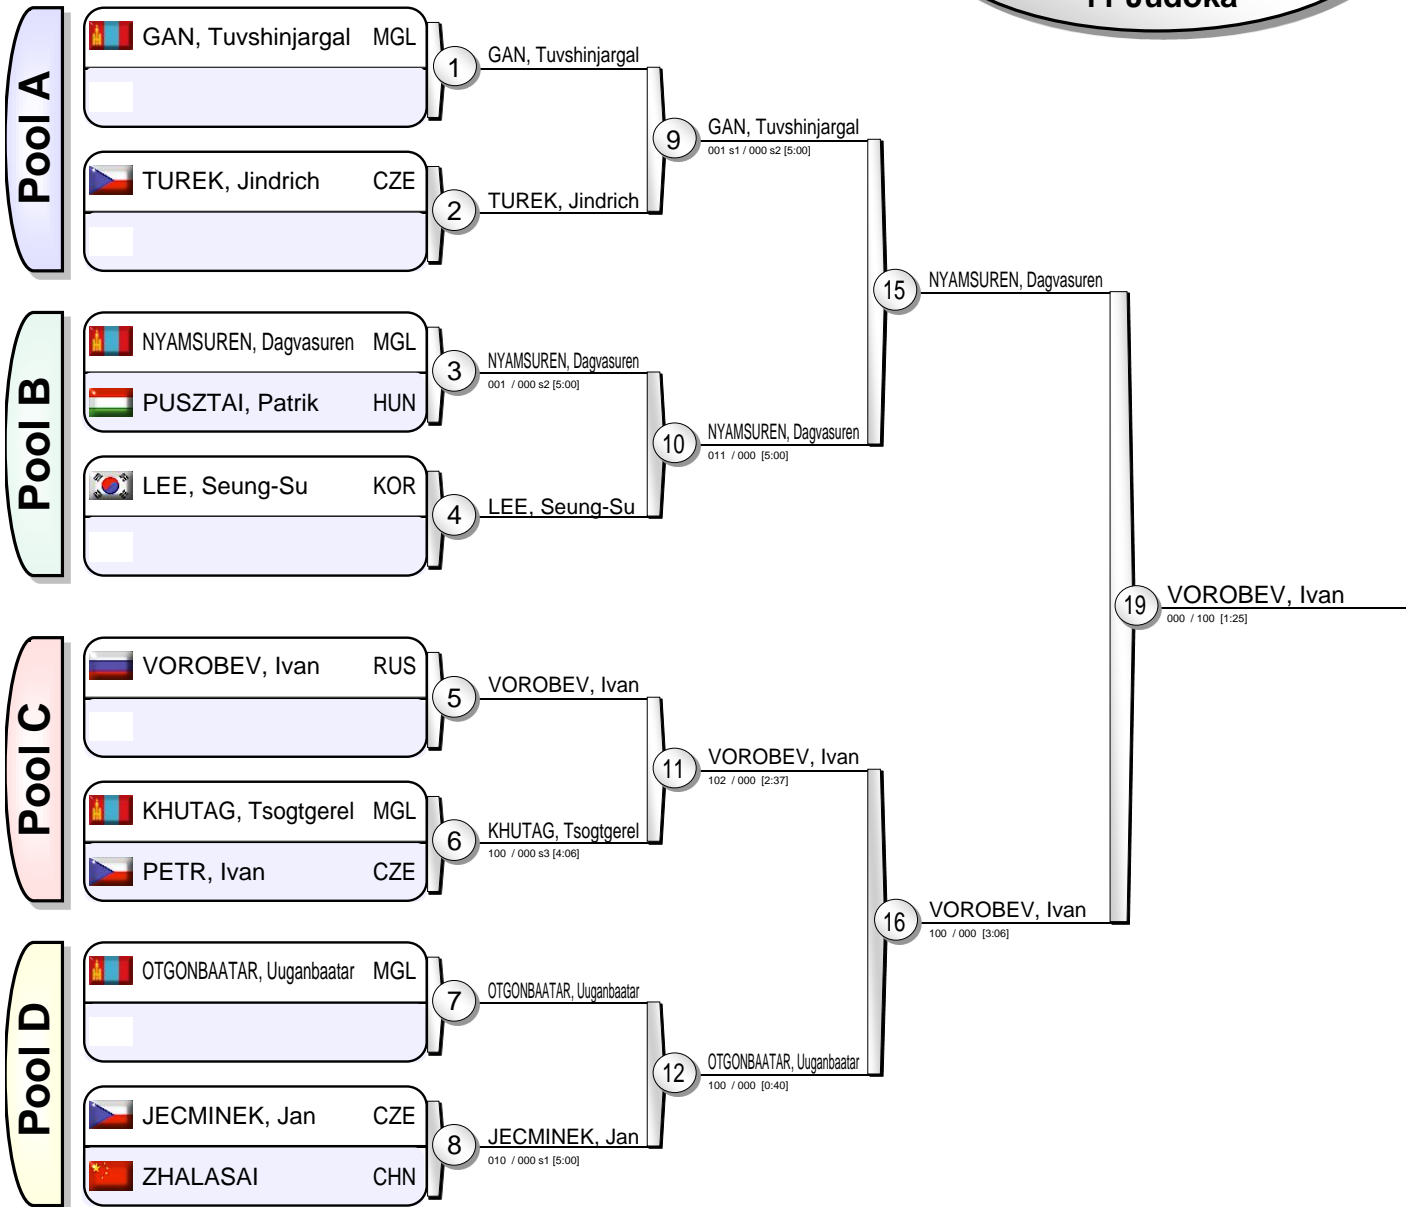 11 Judoka
Pool A
GAN, Tuvshinjargal MGL
TUREK, Jindrich CZE
1
GAN, Tuvshinjargal
2
TUREK, Jindrich
9
GAN, Tuvshinjargal
001 s1 / 000 s2 [5:00]
Pool B
NYAMSUREN, Dagvasuren MGL
PUSZTAI, Patrik HUN
LEE, Seung-Su KOR
3
NYAMSUREN, Dagvasuren
001 / 000 s2 [5:00]
4
LEE, Seung-Su
10
NYAMSUREN, Dagvasuren
011 / 000 [5:00]
15
NYAMSUREN, Dagvasuren
Pool C
VOROBEV, Ivan RUS
KHUTAG, Tsogtgerel MGL
PETR, Ivan CZE
5
VOROBEV, Ivan
6
KHUTAG, Tsogtgerel
100 / 000 s3 [4:06]
11
VOROBEV, Ivan
102 / 000 [2:37]
Pool D
OTGONBAATAR, Uuganbaatar MGL
JECMINEK, Jan CZE
ZHALASAI CHN
7
OTGONBAATAR, Uuganbaatar
8
JECMINEK, Jan
010 / 000 s1 [5:00]
12
OTGONBAATAR, Uuganbaatar
100 / 000 [0:40]
16
VOROBEV, Ivan
100 / 000 [3:06]
19
VOROBEV, Ivan
000 / 100 [1:25]